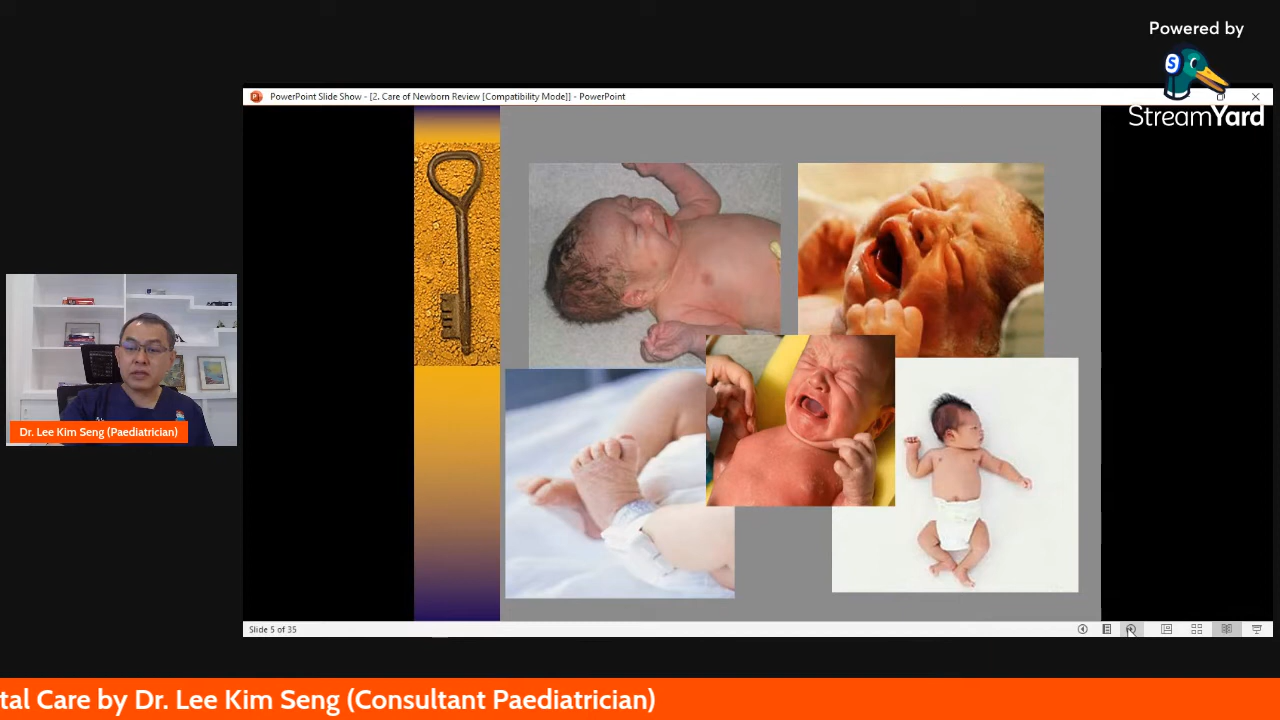 Powered by
S
StreamYard
PowerPoint Slide Show - [2. Care of Newborn Review [Compatibility Mode]] - PowerPoint
Dr. Lee Kim Seng (Paediatrician)
Slide 5 of 35
tal Care by Dr. Lee Kim Seng (Consultant Paediatrician)